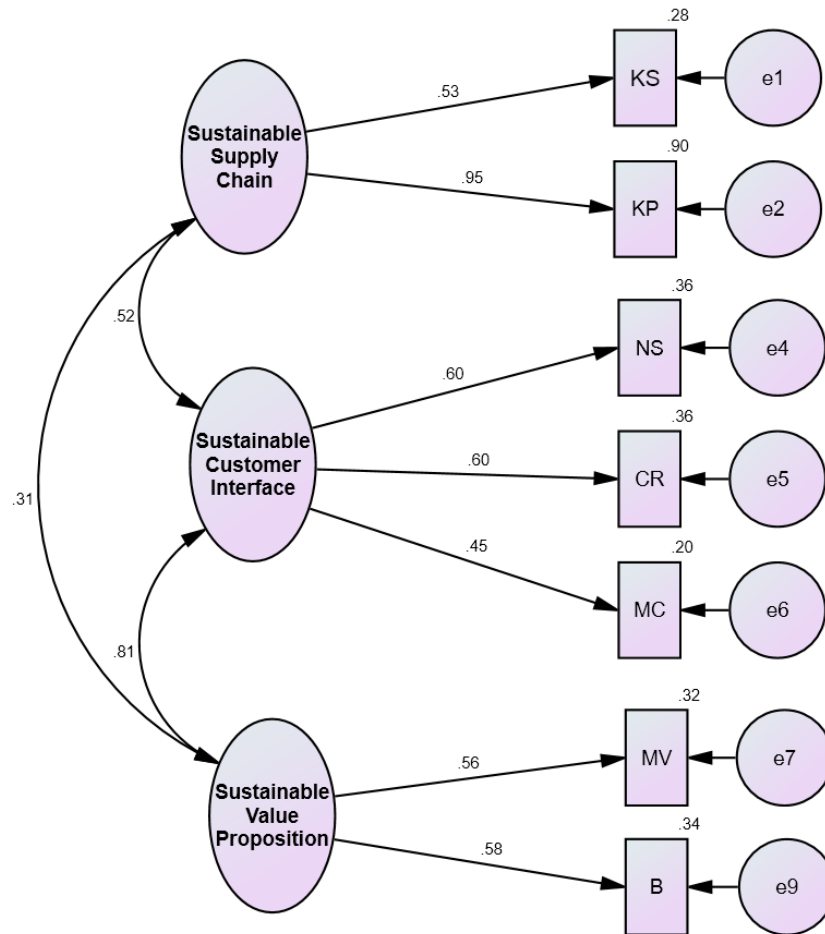 .28
KS
e1
.53
Sustainable
Supply
Chain
.90
KP
e2
.95
.52
.36
NS
e4
.60
Sustainable
Customer
Interface
.36
CR
e5
.60
.31
.45
.20
MC
e6
.81
.32
MV
e7
.56
Sustainable
Value
Proposition
.34
B
e9
.58